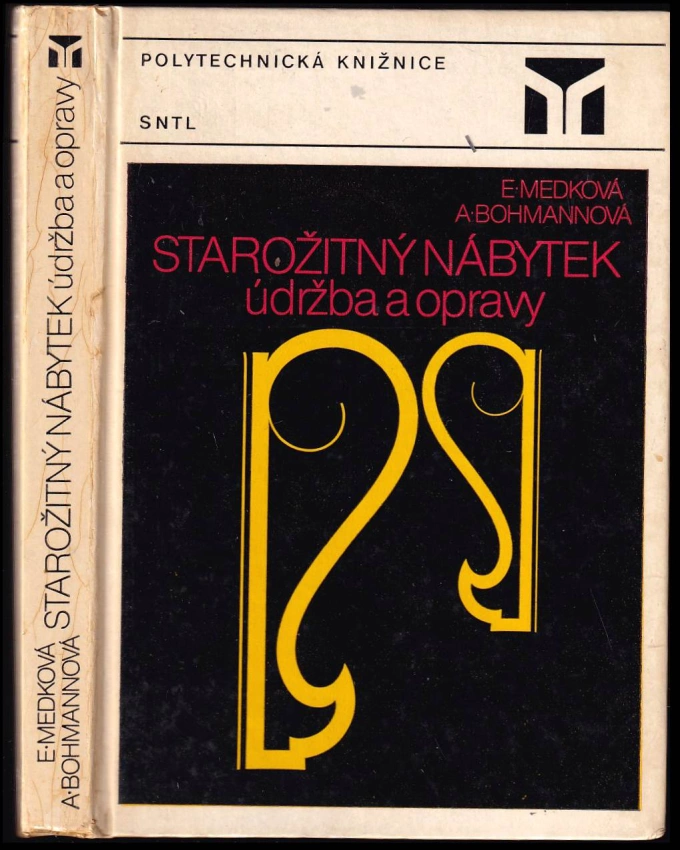 POLYTECHNICKÁ KNIŽNICE
SNTL
E·MEDKOVÁ
A·BOHMANNOVÁ
STAROŽITNÝ NÁBYTEK
údržba a opravy
E·MEDKOVÁ
A·BOHMANNOVÁ
STAROŽITNÝ NÁBYTEK údržba a opravy